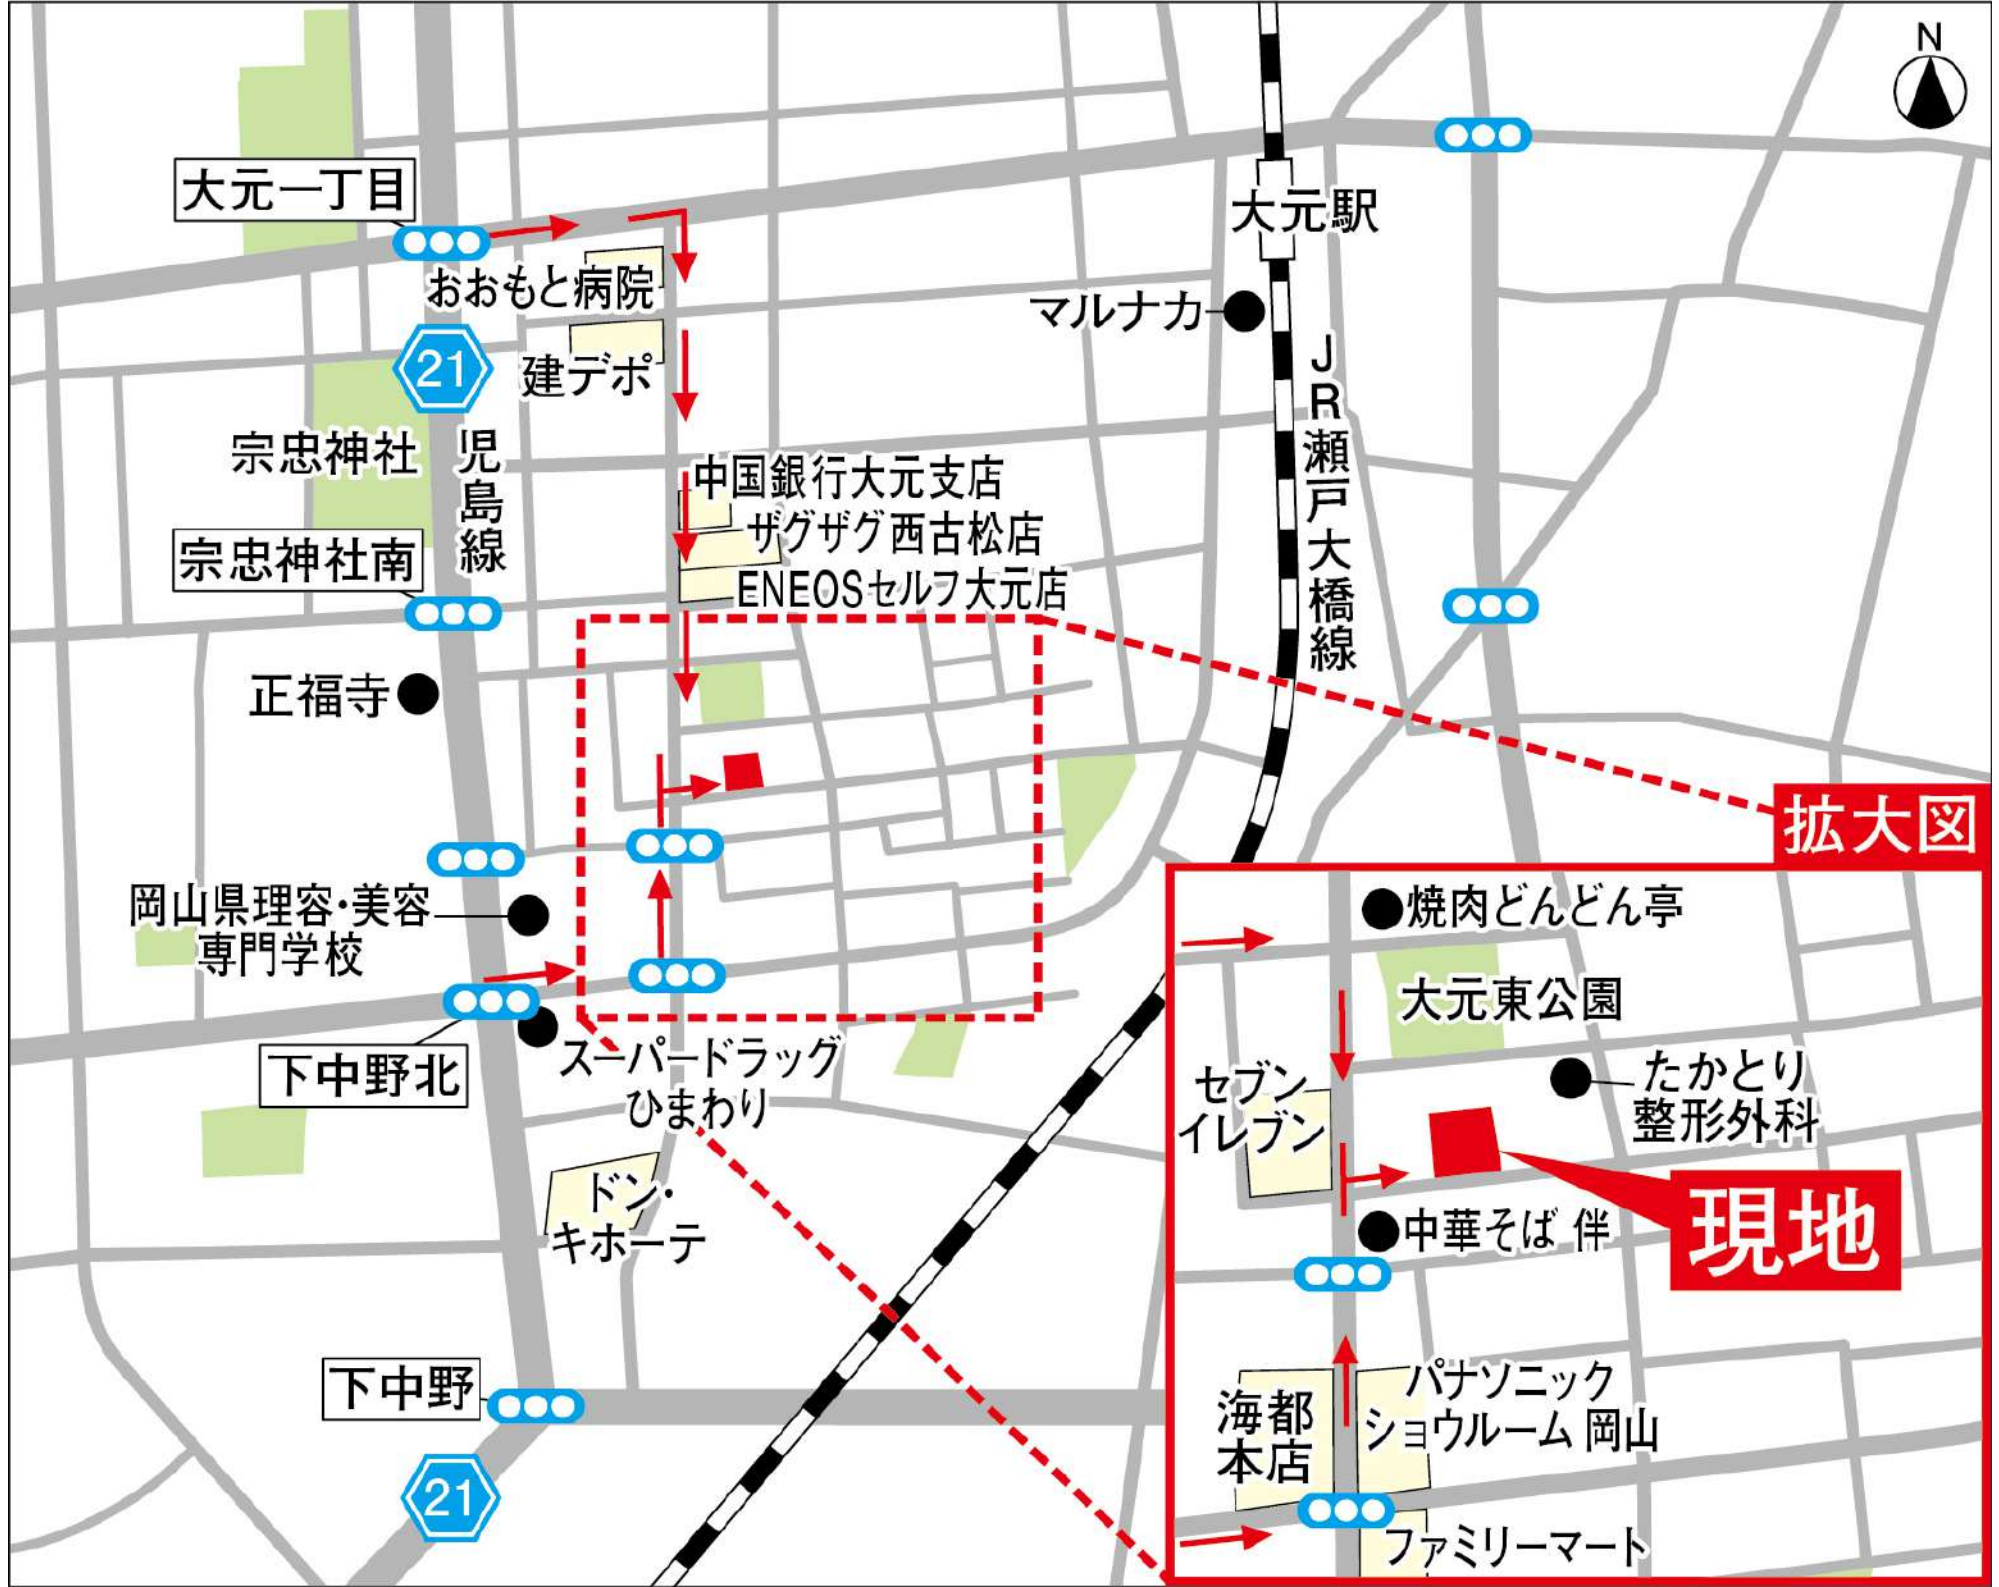 N
大元一丁目
大元駅
おおもと病院
マルナカ
21
建デポ
JR瀬戸大橋線
宗忠神社
児島線
中国銀行大元支店
ザグザグ西古松店
宗忠神社南
ENEOSセルフ大元店
正福寺
拡大図
岡山県理容・美容
専門学校
下中野北
スーパードラッグ
ひまわり
ドン・
キホーテ
下中野
21
焼肉どんどん亭
大元東公園
セブン
イレブン
たかとり
整形外科
現地
中華そば 伴
海都
本店
パナソニック
ショウルーム 岡山
ファミリーマート